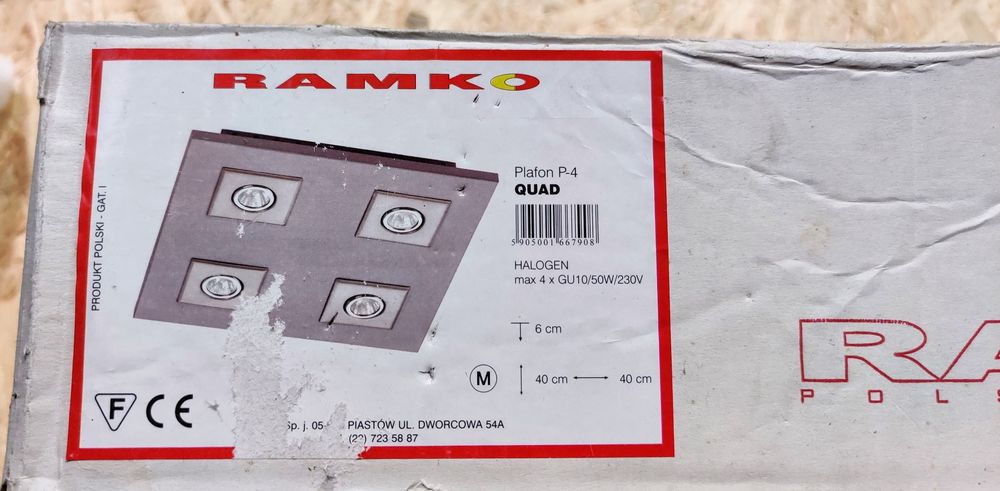 RAMKO
PRODUKT POLSKI - GAT. I
Plafon P-4
QUAD
5 905001 667908
HALOGEN
max 4 x GU10/50W/230V
6 cm
M 40 cm 40 cm
F CE
Sp. j. 05- PIASTÓW UL. DWORCOWA 54A
(22) 723 58 87
RA
POLS